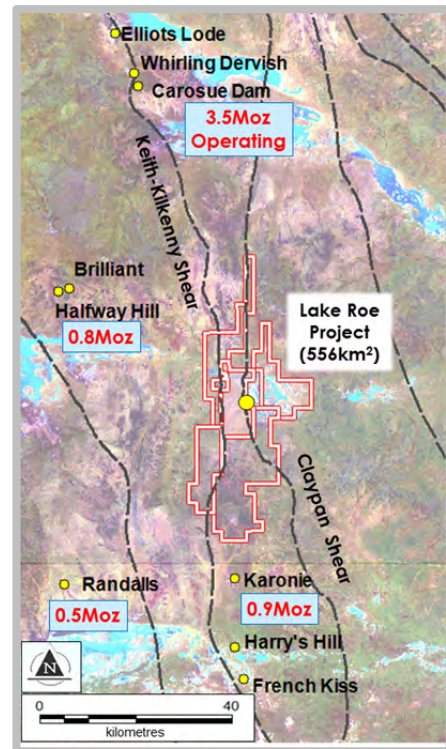 Elliots Lode
Whirling Dervish
Carosue Dam
3.5Moz
Operating
Keith-Kilkenny Shear
Brilliant
Halfway Hill
0.8Moz
Lake Roe
Project
(556km²)
Claypan Shear
Randalls
0.5Moz
Karonie
0.9Moz
Harry's Hill
French Kiss
N
0 40
kilometres